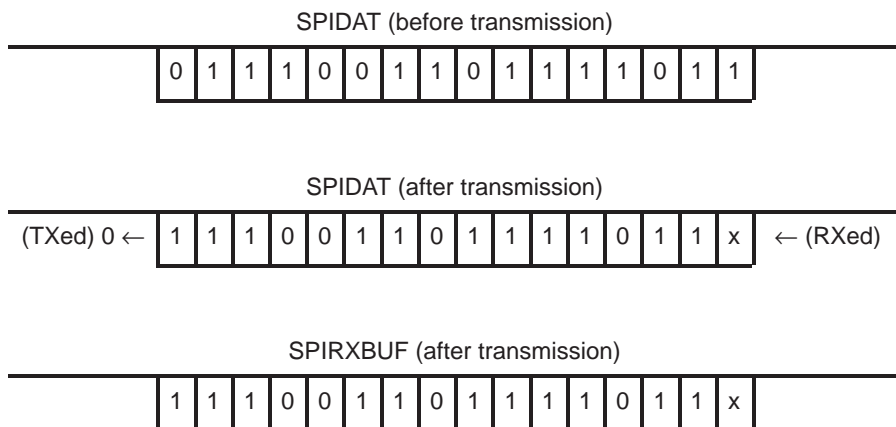 SPIDAT (before transmission)
0 1 1 1 0 0 1 1 0 1 1 1 1 0 1 1
SPIDAT (after transmission)
(TXed) 0 ← 1 1 1 0 0 1 1 0 1 1 1 1 0 1 1 x ← (RXed)
SPIRXBUF (after transmission)
1 1 1 0 0 1 1 0 1 1 1 1 0 1 1 x